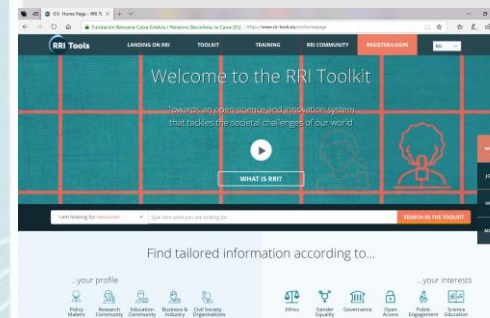 Home Page - RRI T
Fundacion Bancaria Caixa Estalvis i Pensions Barcelona, la Caixa [ES]
RRI Tools
LANDING ON RRI
TOOLKIT
TRAINING
RRI COMMUNITY
REGISTER/LOGIN
Welcome to the RRI Toolkit
Towards an open science and innovation system
that tackles the societal challenges of our world
WHAT IS RRI?
I am looking for resources...
Type here what you are looking for
SEARCH IN THE TOOLKIT
Find tailored information according to...
...your profile
...your interests
Policy Makers
Research Community
Education Community
Business & Industry
Civil Society Organisations
Ethics
Gender Equality
Governance
Open Access
Public Engagement
Science Education